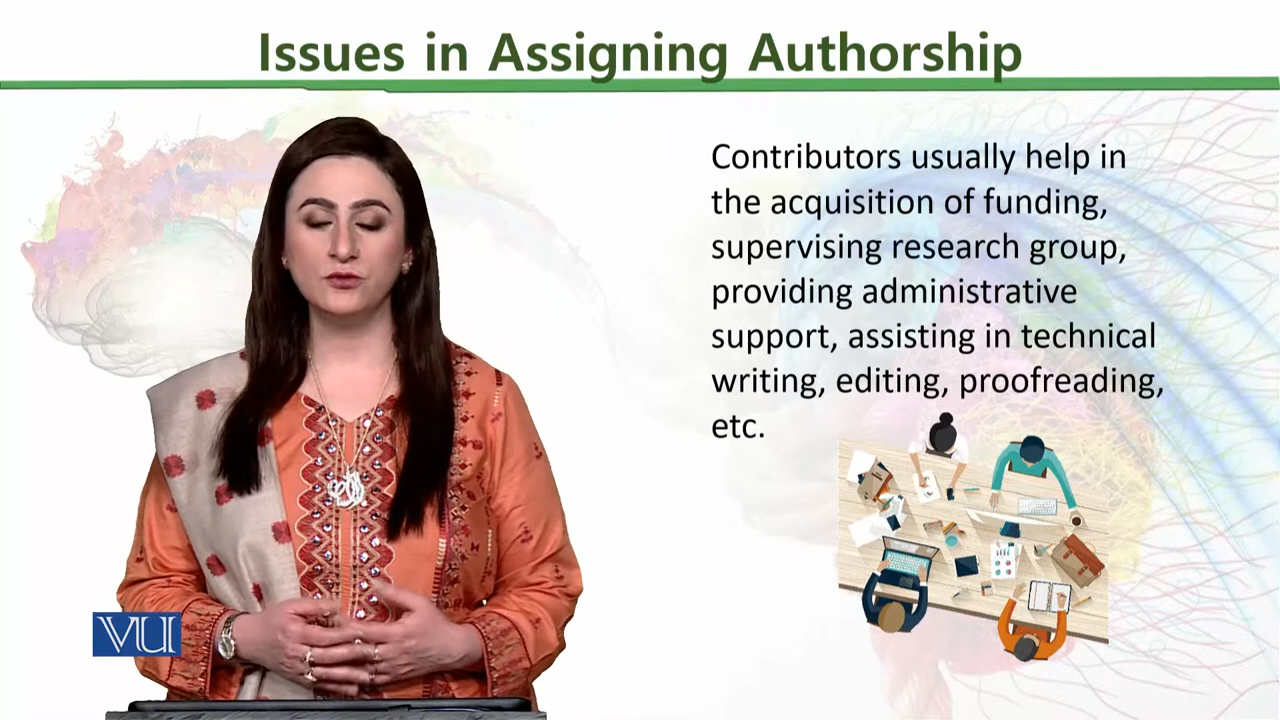 Issues in Assigning Authorship
Contributors usually help in
the acquisition of funding,
supervising research group,
providing administrative
support, assisting in technical
writing, editing, proofreading,
etc.
VU